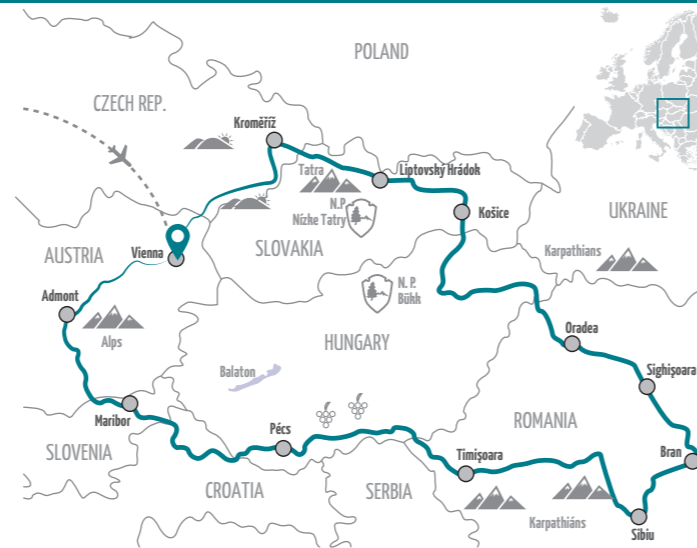 POLAND
CZECH REP.
Kroměříž
Tatra
Liptovský Hrádok
N.P.
Nízke Tatry
Košice
UKRAINE
AUSTRIA
Vienna
SLOVAKIA
Karpathians
Admont
Alps
N. P.
Bükk
HUNGARY
Oradea
Balaton
Sighişoara
Maribor
Pécs
ROMANIA
SLOVENIA
Timişoara
Bran
CROATIA
SERBIA
Karpathiáns
Sibiu